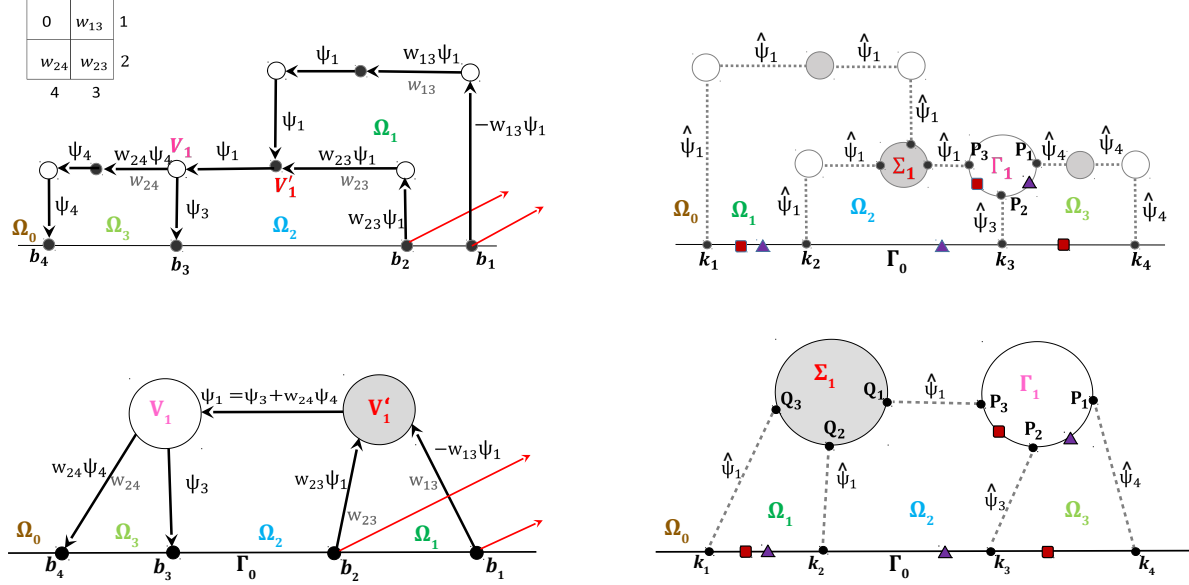 0 w₁₃ 1
w₂₄ w₂₃ 2
4 3
ψ₁ w₁₃ψ₁
w₁₃
ψ₁ Ω₁ −w₁₃ψ₁
V₁
ψ₄ w₂₄ψ₄ ψ₁ w₂₃ψ₁
w₂₄ V'₁ w₂₃
ψ₄ ψ₃ w₂₃ψ₁
Ω₀ Ω₃ Ω₂
b₄ b₃ b₂ b₁
ψ̂₁ ψ̂₁
ψ̂₁ ψ̂₁
ψ̂₁ Σ₁ ψ̂₁ P₃ Γ₁ P₁ ψ̂₄ ψ̂₄
P₂
ψ̂₁ ψ̂₃ ψ̂₄
Ω₀ Ω₁ Ω₂ Ω₃
k₁ k₂ Γ₀ k₃ k₄
ψ₁ =ψ₃+w₂₄ψ₄
V₁ V₁‘
w₂₄ψ₄ −w₁₃ψ₁
w₂₄ ψ₃ w₂₃ψ₁ w₁₃
w₂₃
Ω₀ Ω₃ Ω₂ Ω₁
b₄ b₃ Γ₀ b₂ b₁
Σ₁ Γ₁
Q₃ Q₁ ψ̂₁ P₃ P₁
Q₂ P₂
ψ̂₁ ψ̂₁ ψ̂₃ ψ̂₄
Ω₀ Ω₁ Ω₂ Ω₃
k₁ k₂ Γ₀ k₃ k₄